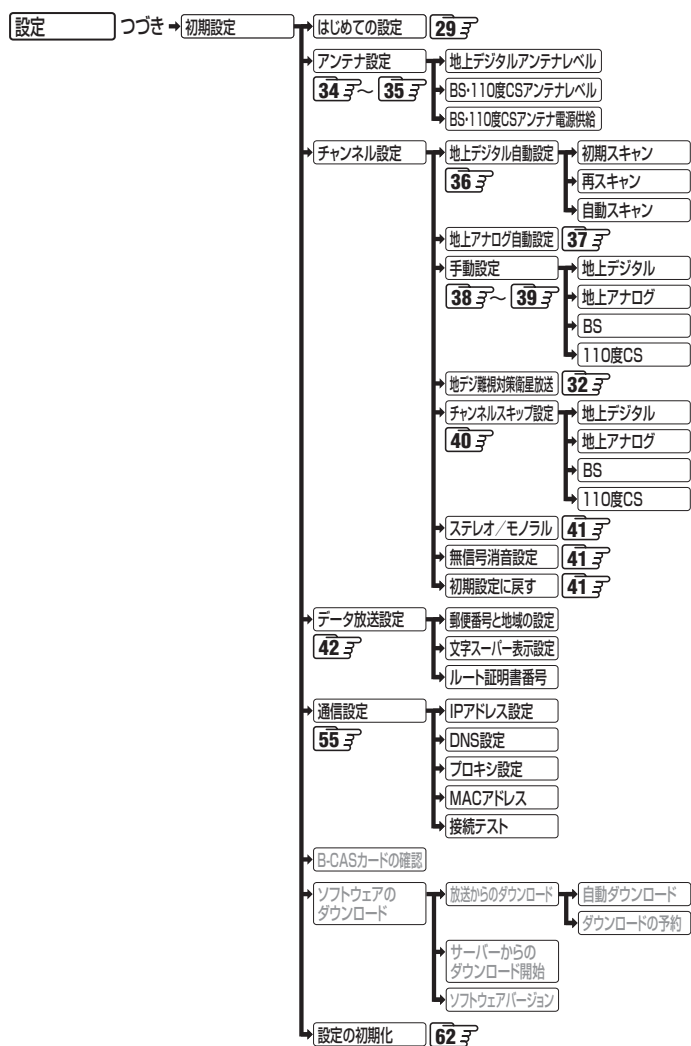 設定 つづき 初期設定 はじめての設定 29
アンテナ設定 地上デジタルアンテナレベル
34 ～ 35 BS・110度CSアンテナレベル
BS・110度CSアンテナ電源供給
チャンネル設定 地上デジタル自動設定 初期スキャン
36 再スキャン
自動スキャン
地上アナログ自動設定 37
手動設定 地上デジタル
38 ～ 39 地上アナログ
BS
110度CS
地デジ難視対策衛星放送 32
チャンネルスキップ設定 地上デジタル
40 地上アナログ
BS
110度CS
ステレオ／モノラル 41
無信号消音設定 41
初期設定に戻す 41
データ放送設定 郵便番号と地域の設定
42 文字スーパー表示設定
ルート証明書番号
通信設定 IPアドレス設定
55 DNS設定
プロキシ設定
MACアドレス
接続テスト
B-CASカードの確認
ソフトウェアの
ダウンロード
放送からのダウンロード 自動ダウンロード
ダウンロードの予約
サーバーからの
ダウンロード開始
ソフトウェアバージョン
設定の初期化 62